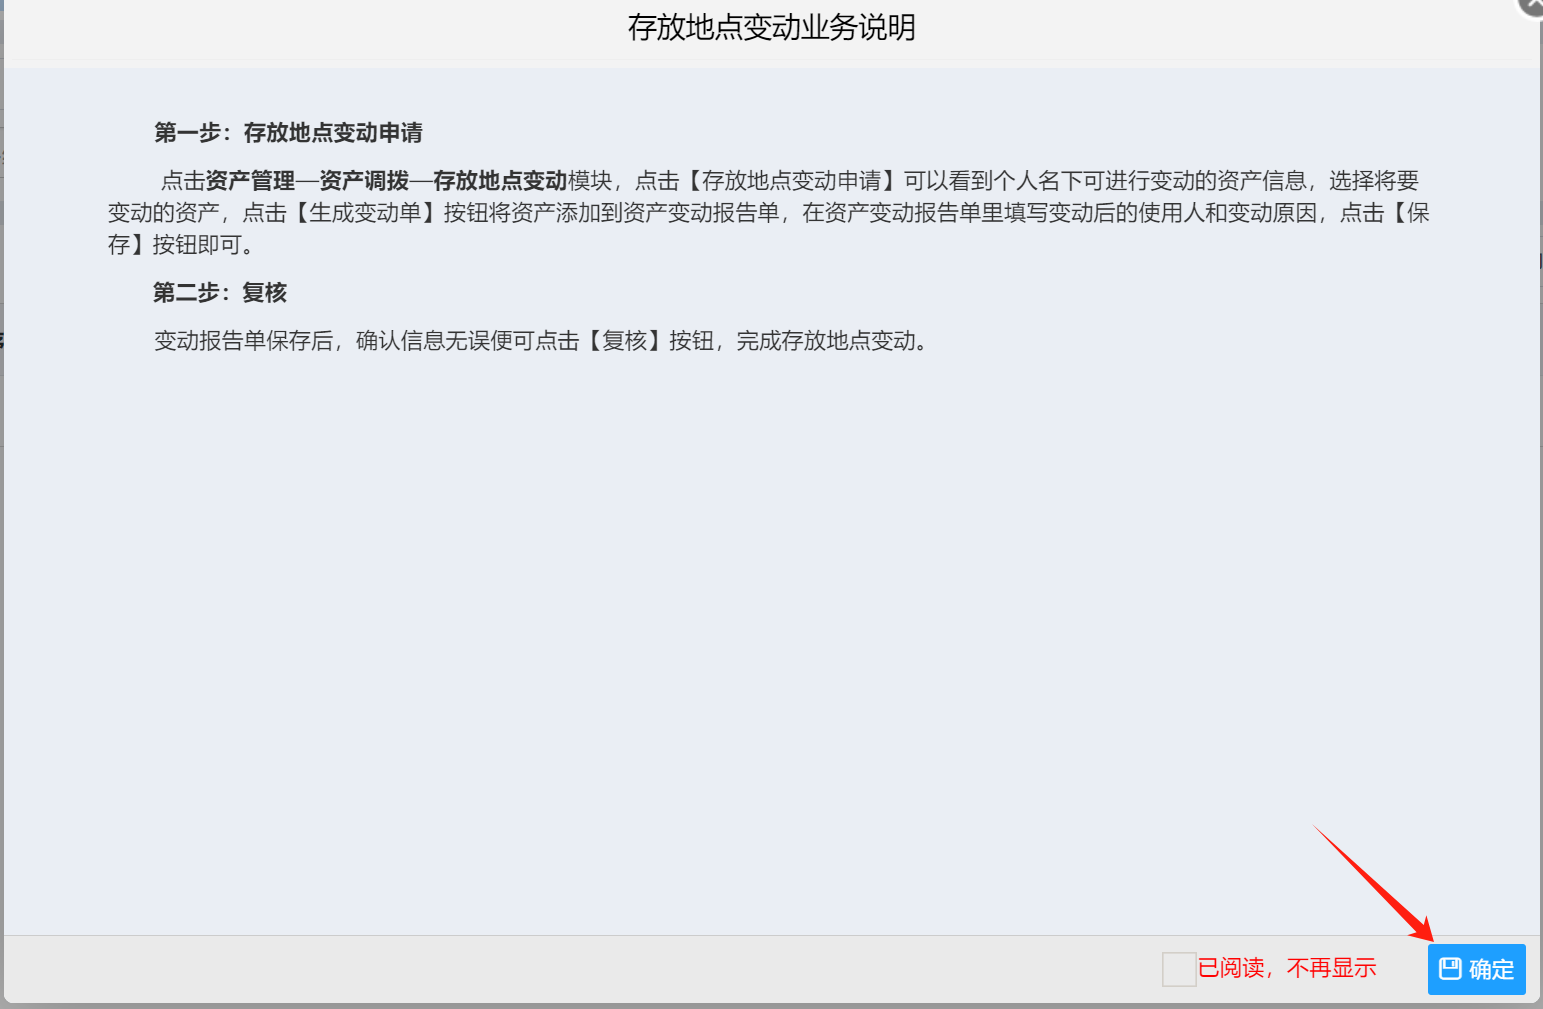 存放地点变动业务说明
第一步：存放地点变动申请
点击资产管理—资产调拨—存放地点变动模块，点击【存放地点变动申请】可以看到个人名下可进行变动的资产信息，选择将要
变动的资产，点击【生成变动单】按钮将资产添加到资产变动报告单，在资产变动报告单里填写变动后的使用人和变动原因，点击【保
存】按钮即可。
第二步：复核
变动报告单保存后，确认信息无误便可点击【复核】按钮，完成存放地点变动。
已阅读，不再显示
确定